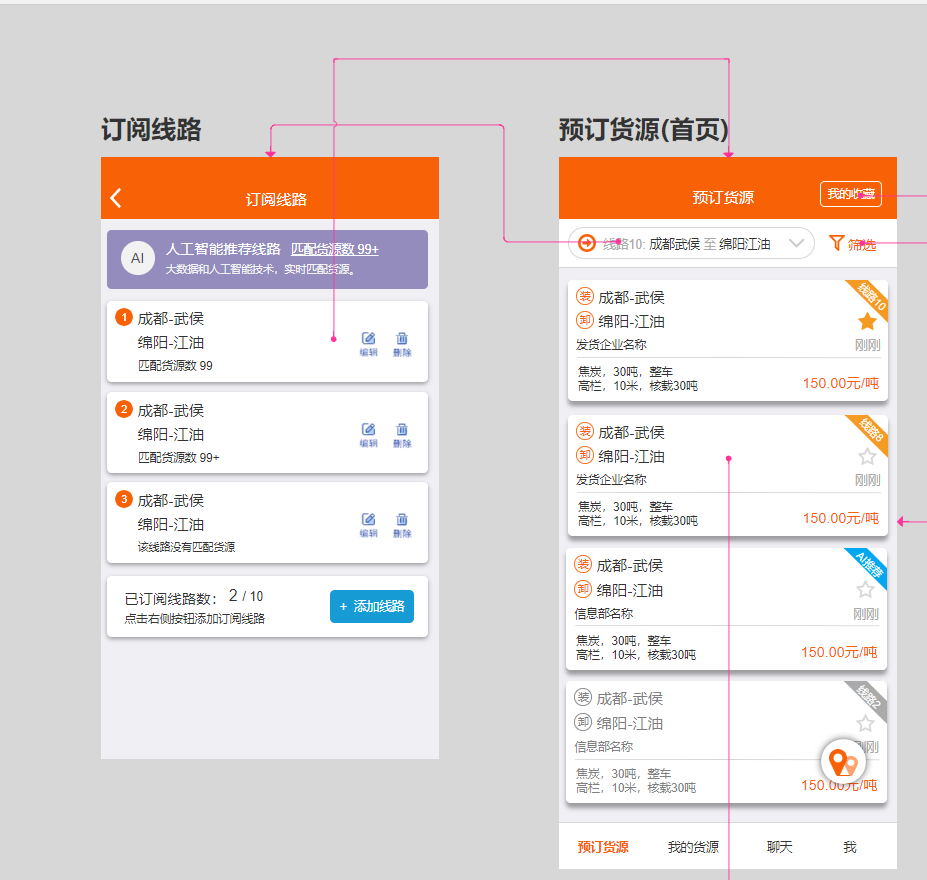 订阅线路
订阅线路
AI
人工智能推荐线路 匹配货源数 99+
大数据和人工智能技术，实时匹配货源。
1 成都-武侯
绵阳-江油
匹配货源数 99
编辑 删除
2 成都-武侯
绵阳-江油
匹配货源数 99+
编辑 删除
3 成都-武侯
绵阳-江油
该线路没有匹配货源
编辑 删除
已订阅线路数： 2 / 10
点击右侧按钮添加订阅线路
+ 添加线路
预订货源(首页)
预订货源
我的收藏
线路10: 成都武侯 至 绵阳江油
筛选
装 成都-武侯
线路10
卸 绵阳-江油
发货企业名称 刚刚
焦炭，30吨，整车
高栏，10米，核载30吨
150.00元/吨
装 成都-武侯
线路8
卸 绵阳-江油
发货企业名称 刚刚
焦炭，30吨，整车
高栏，10米，核载30吨
150.00元/吨
装 成都-武侯
AI推荐
卸 绵阳-江油
信息部名称 刚刚
焦炭，30吨，整车
高栏，10米，核载30吨
150.00元/吨
装 成都-武侯
线路2
卸 绵阳-江油
信息部名称 刚刚
焦炭，30吨，整车
高栏，10米，核载30吨
150.00元/吨
预订货源 我的货源 聊天 我